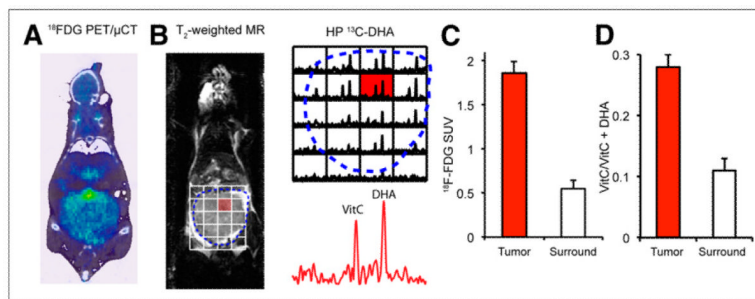 A
¹⁸FDG PET/µCT
B
T₂-weighted MR
HP ¹³C-DHA
VitC
DHA
C
¹⁸F-FDG SUV
2
1.5
1
0.5
0
Tumor
Surround
D
VitC/VitC + DHA
0.3
0.2
0.1
0.0
Tumor
Surround